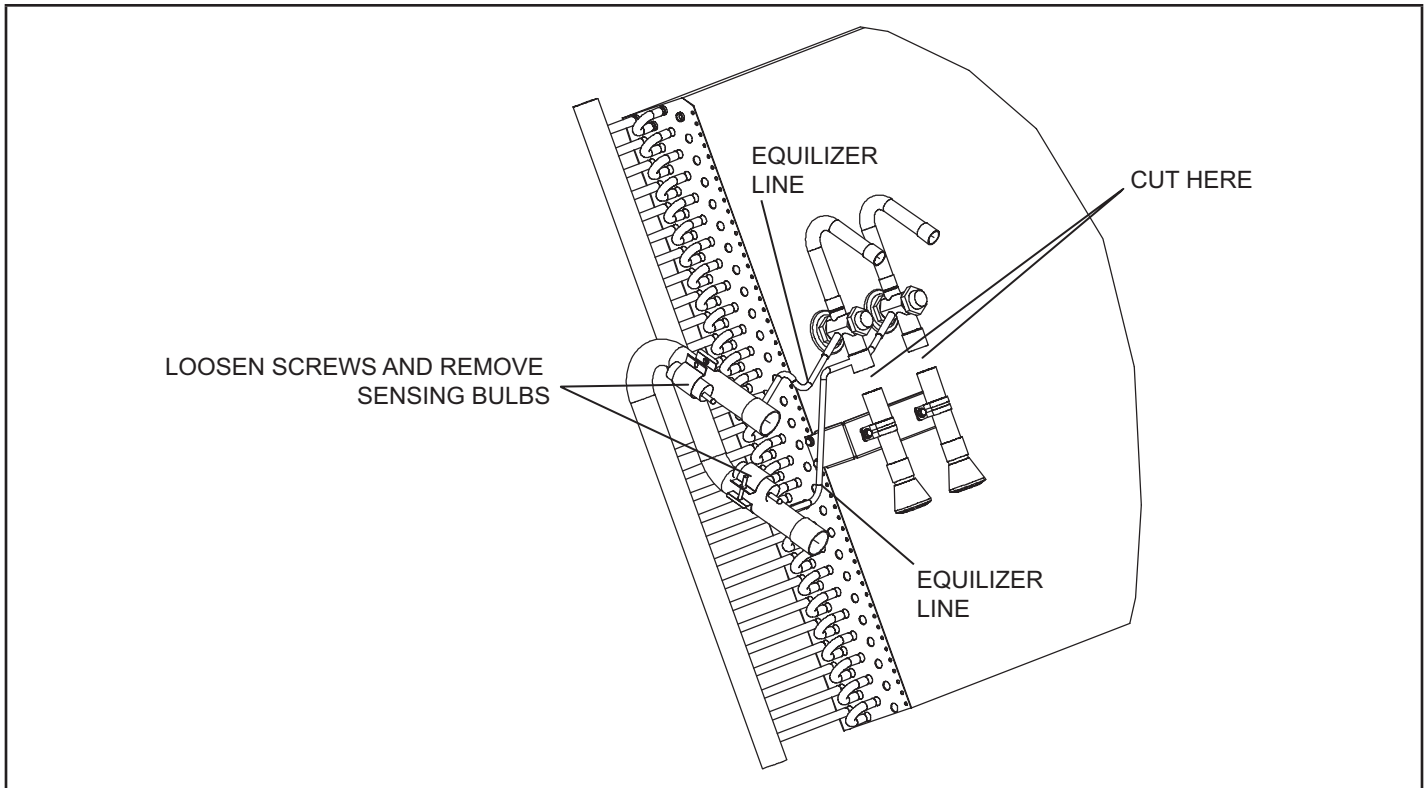 EQUILIZER
LINE
CUT HERE
LOOSEN SCREWS AND REMOVE
SENSING BULBS
EQUILIZER
LINE